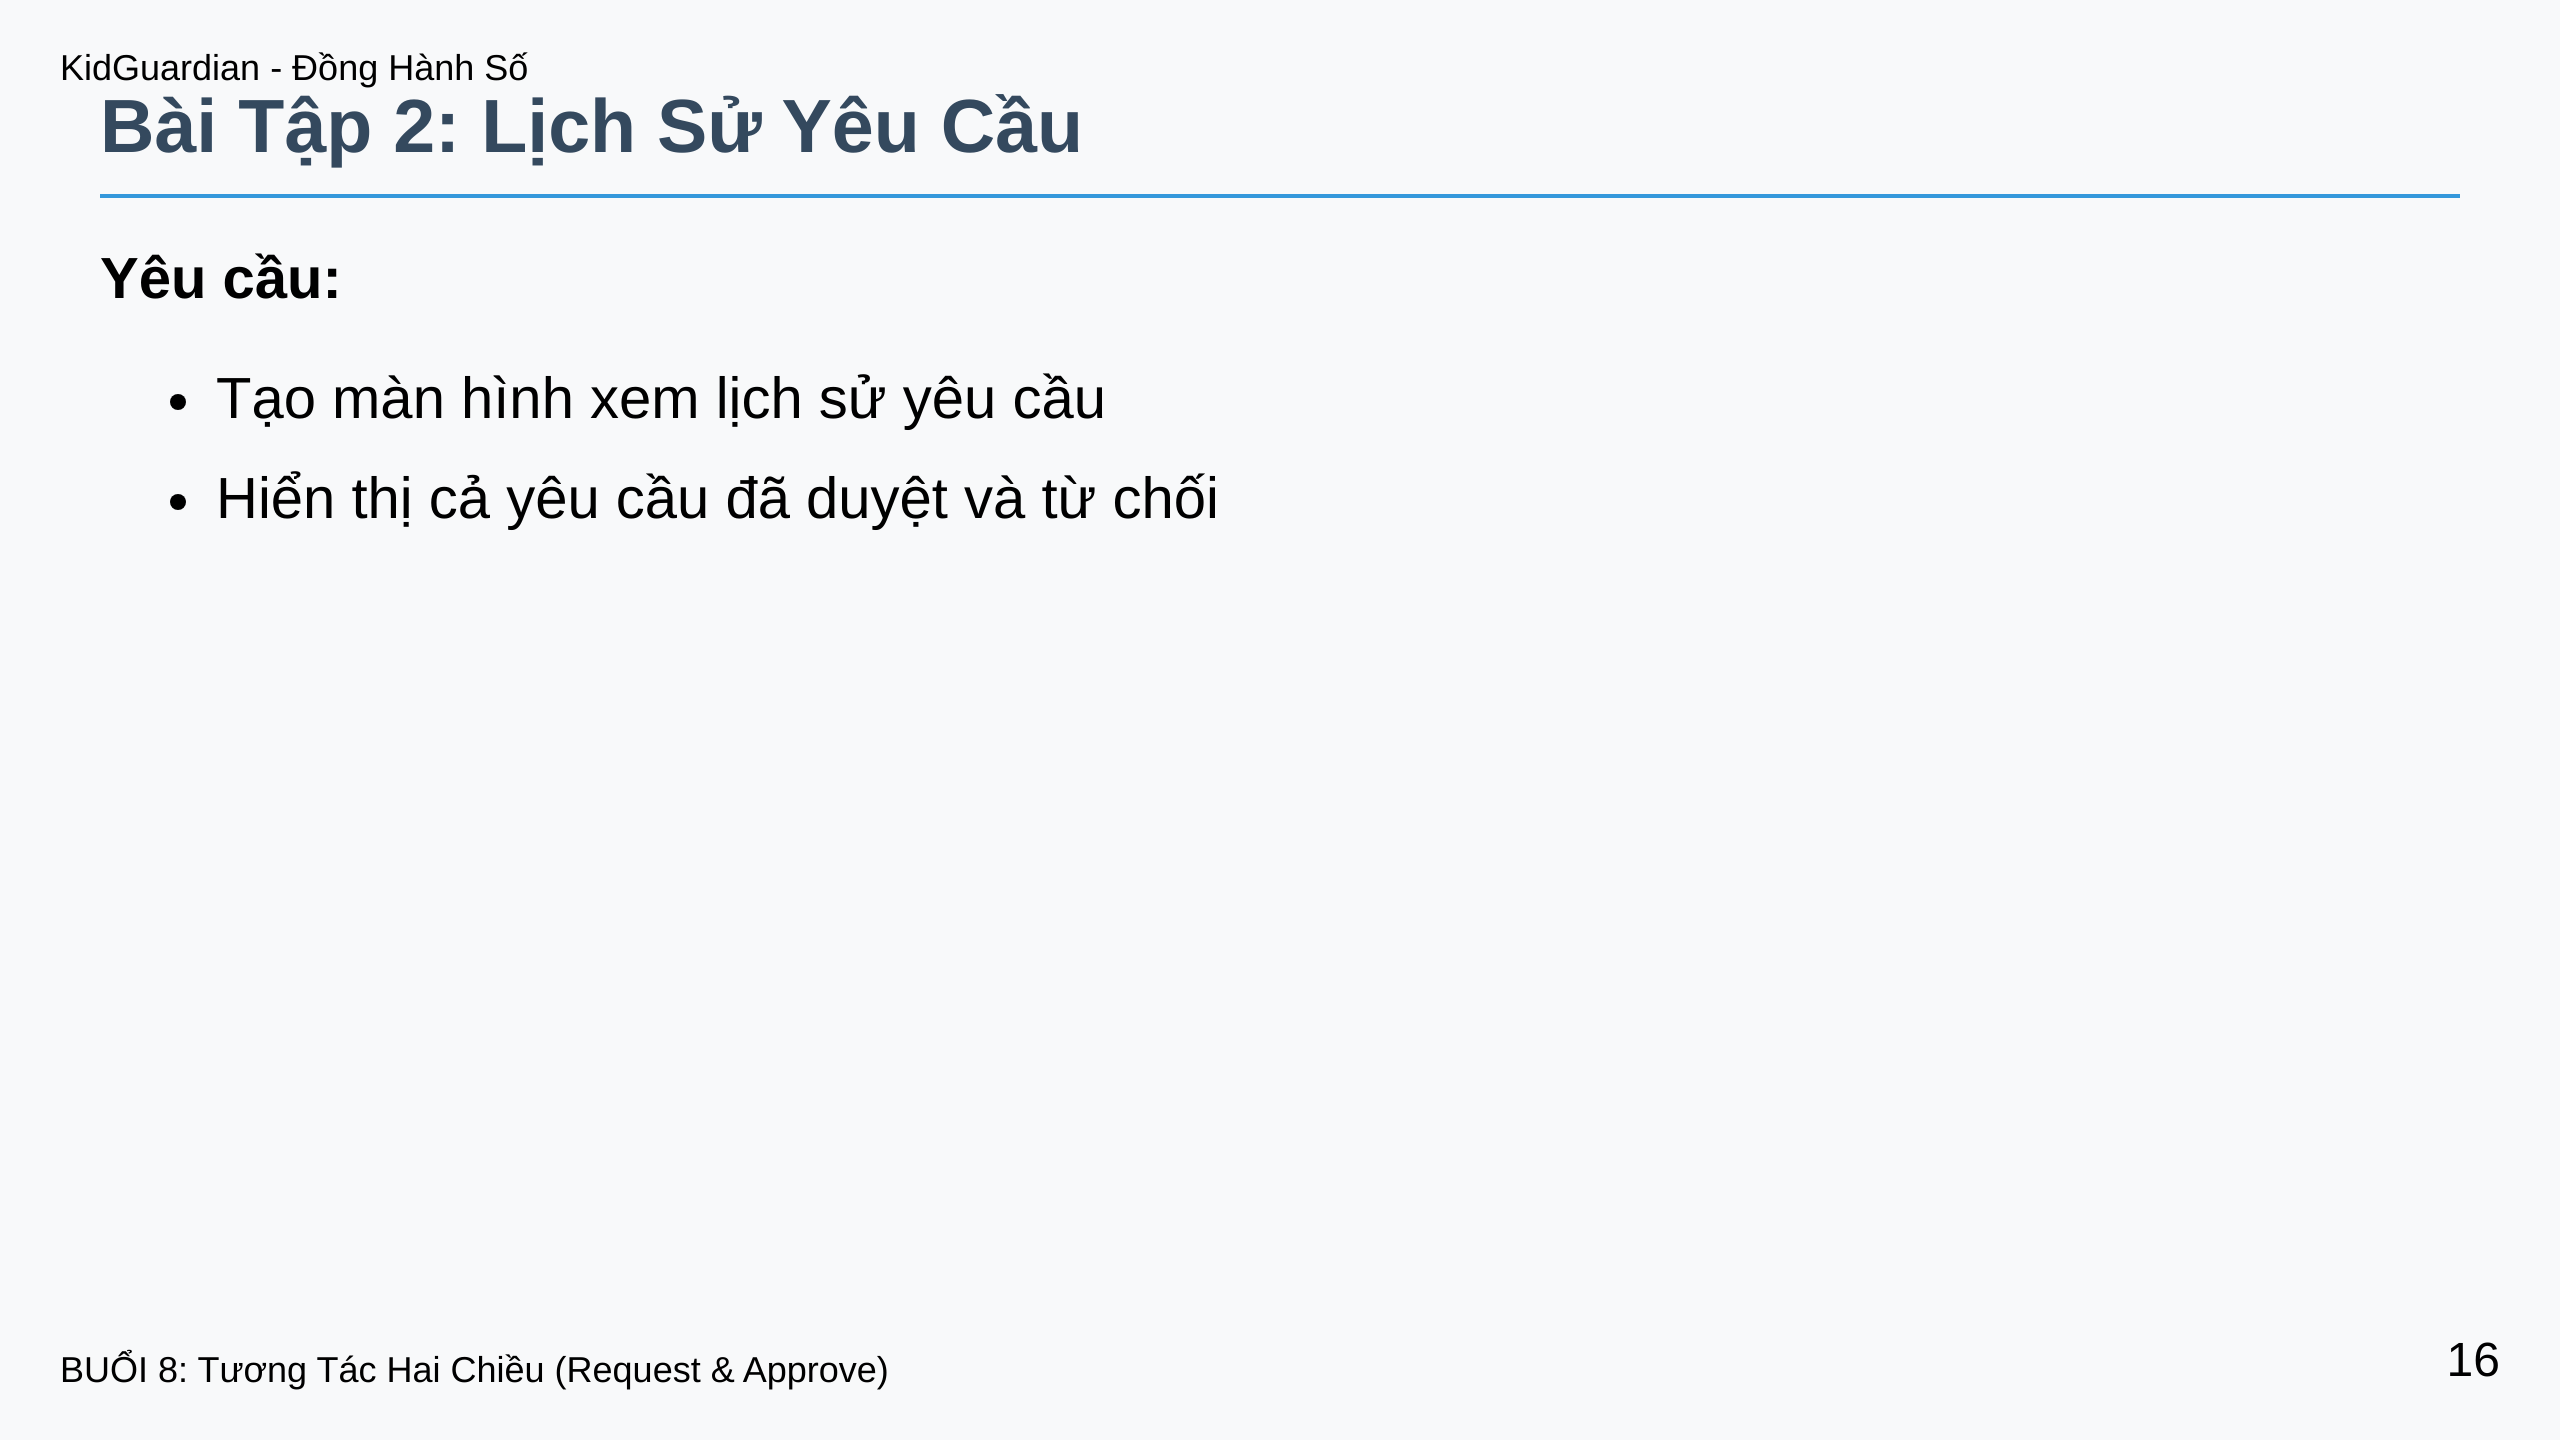 KidGuardian - Đồng Hành Số
Bài Tập 2: Lịch Sử Yêu Cầu
Yêu cầu:
• Tạo màn hình xem lịch sử yêu cầu
• Hiển thị cả yêu cầu đã duyệt và từ chối
BUỔI 8: Tương Tác Hai Chiều (Request & Approve)
16